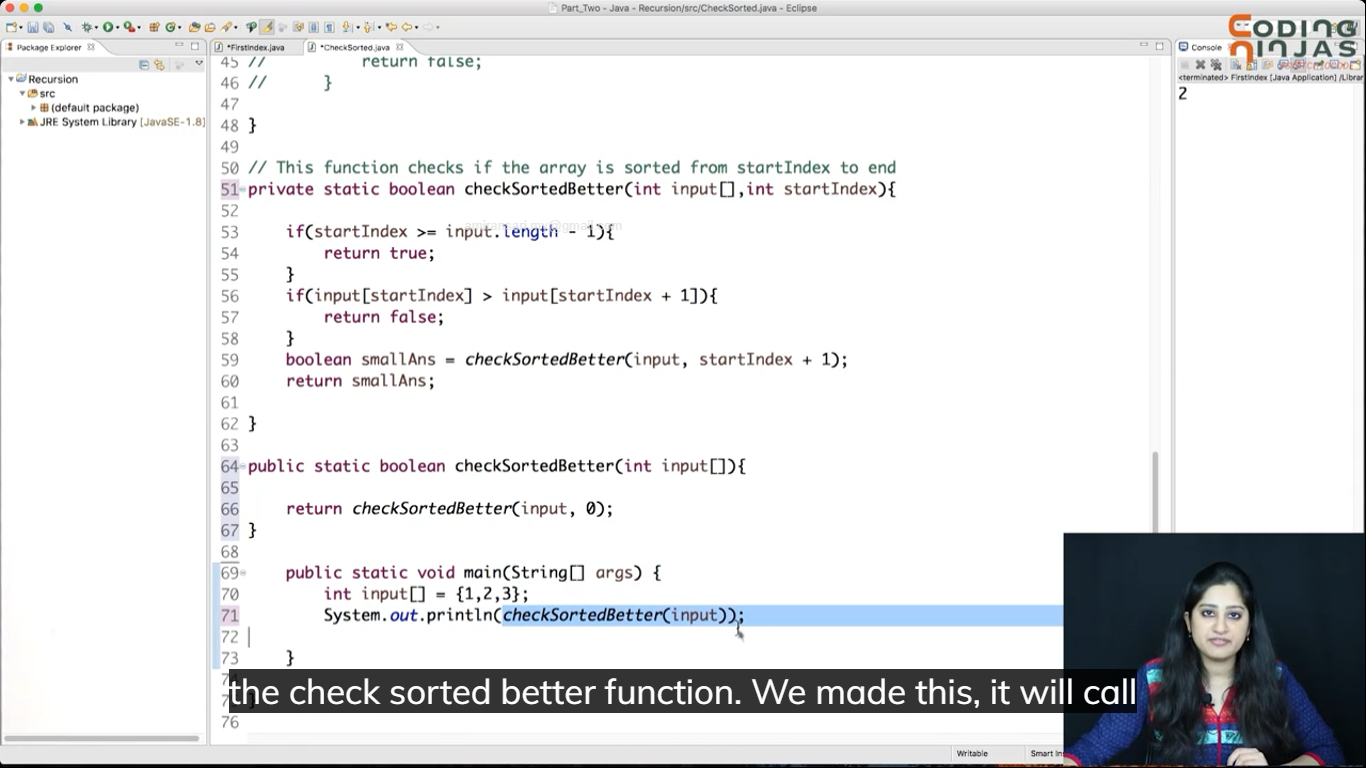 Part_Two - Java - Recursion/src/CheckSorted.java - Eclipse
CODING NINJAS
Package Explorer
Recursion
src
(default package)
JRE System Library [JavaSE-1.8]
*FirstIndex.java
*CheckSorted.java
45 // return false;
46 // }
47
48 }
49
50 // This function checks if the array is sorted from startIndex to end
51 private static boolean checkSortedBetter(int input[],int startIndex){
52
53 if(startIndex >= input.length - 1){
54 return true;
55 }
56 if(input[startIndex] > input[startIndex + 1]){
57 return false;
58 }
59 boolean smallAns = checkSortedBetter(input, startIndex + 1);
60 return smallAns;
61
62 }
63
64 public static boolean checkSortedBetter(int input[]){
65
66 return checkSortedBetter(input, 0);
67 }
68
69 public static void main(String[] args) {
70 int input[] = {1,2,3};
71 System.out.println(checkSortedBetter(input));
72
73 }
76
Console
<terminated> FirstIndex [Java Application] /Librar
2
the check sorted better function. We made this, it will call
Writable
Smart Ins